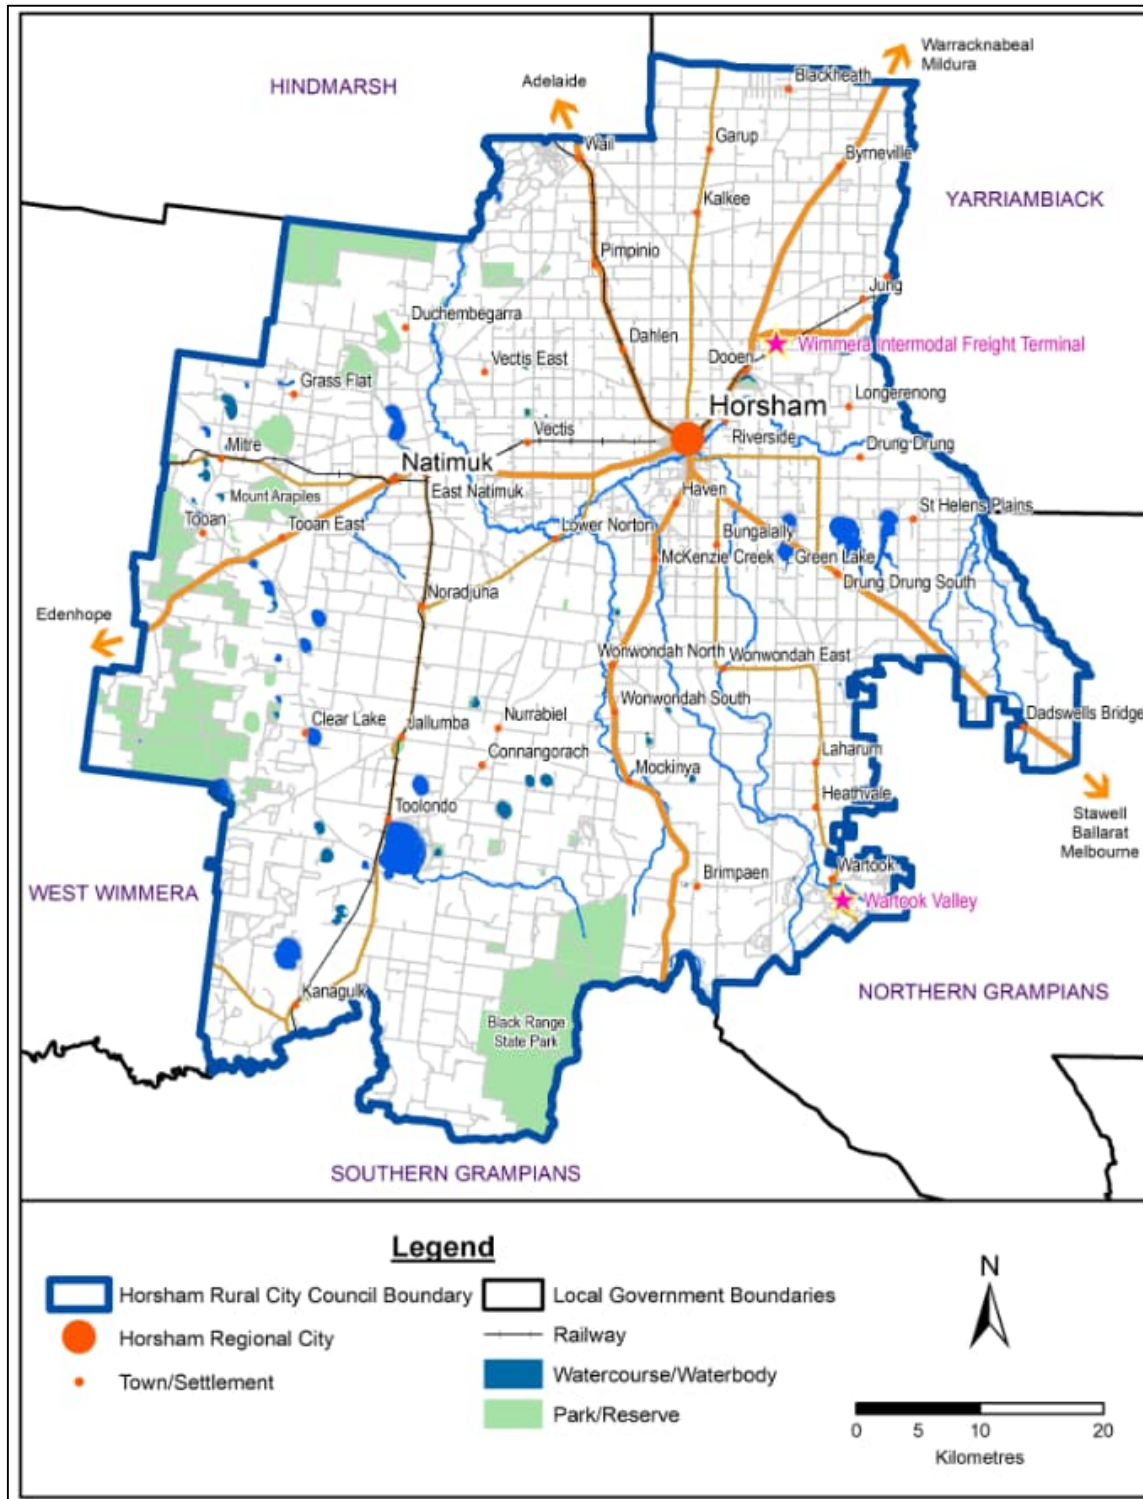 Warracknabeal
Mildura
HINDMARSH
Adelaide
Blackheath
Wail
Garup
Byrneville
YARRIAMBIACK
Kalkee
Pimpinio
Jung
Duchembegarra
Dahlen
Wimmera Intermodal Freight Terminal
Vectis East
Dooen
Grass Flat
Longerenong
Horsham
Vectis
Riverside
Mitre
Drung Drung
Natimuk
East Natimuk
Haven
Mount Arapiles
St Helens Plains
Tooan
Tooan East
Lower Norton
Bungalally
McKenzie Creek
Green Lake
Drung Drung South
Noradjuha
Edenhope
Wonwondah North
Wonwondah East
Wonwondah South
Clear Lake
Jallumba
Nurrabiel
Dadswells Bridge
Connangorach
Laharum
Mockinya
Heathvale
Toolondo
Stawell
Ballarat
Melbourne
Wartook
Brimpaen
WEST WIMMERA
Wartook Valley
Kanagulk
NORTHERN GRAMPIANS
Black Range
State Park
SOUTHERN GRAMPIANS
Legend
Horsham Rural City Council Boundary
Horsham Regional City
Town/Settlement
Local Government Boundaries
Railway
Watercourse/Waterbody
Park/Reserve
N
0 5 10 20
Kilometres